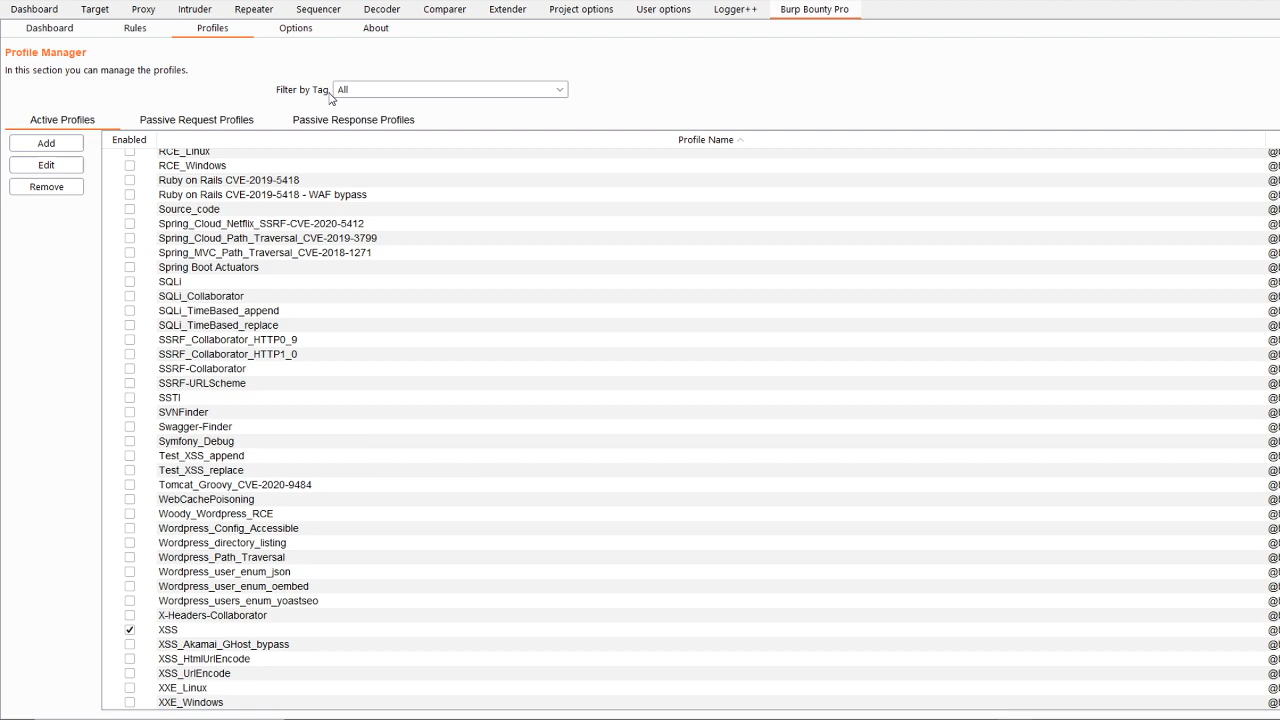 Dashboard Target Proxy Intruder Repeater Sequencer Decoder Comparer Extender Project options User options Logger++ Burp Bounty Pro
Dashboard Rules Profiles Options About
Profile Manager
In this section you can manage the profiles.
Filter by Tag All
Active Profiles Passive Request Profiles Passive Response Profiles
Add
Edit
Remove
Enabled Profile Name
RCE_Linux
RCE_Windows
Ruby on Rails CVE-2019-5418
Ruby on Rails CVE-2019-5418 - WAF bypass
Source_code
Spring_Cloud_Netflix_SSRF-CVE-2020-5412
Spring_Cloud_Path_Traversal_CVE-2019-3799
Spring_MVC_Path_Traversal_CVE-2018-1271
Spring Boot Actuators
SQLi
SQLi_Collaborator
SQLi_TimeBased_append
SQLi_TimeBased_replace
SSRF_Collaborator_HTTP0_9
SSRF_Collaborator_HTTP1_0
SSRF-Collaborator
SSRF-URLScheme
SSTI
SVNFinder
Swagger-Finder
Symfony_Debug
Test_XSS_append
Test_XSS_replace
Tomcat_Groovy_CVE-2020-9484
WebCachePoisoning
Woody_Wordpress_RCE
Wordpress_Config_Accessible
Wordpress_directory_listing
Wordpress_Path_Traversal
Wordpress_user_enum_json
Wordpress_user_enum_oembed
Wordpress_users_enum_yoastseo
X-Headers-Collaborator
XSS
XSS_Akamai_GHost_bypass
XSS_HtmlUrlEncode
XSS_UrlEncode
XXE_Linux
XXE_Windows